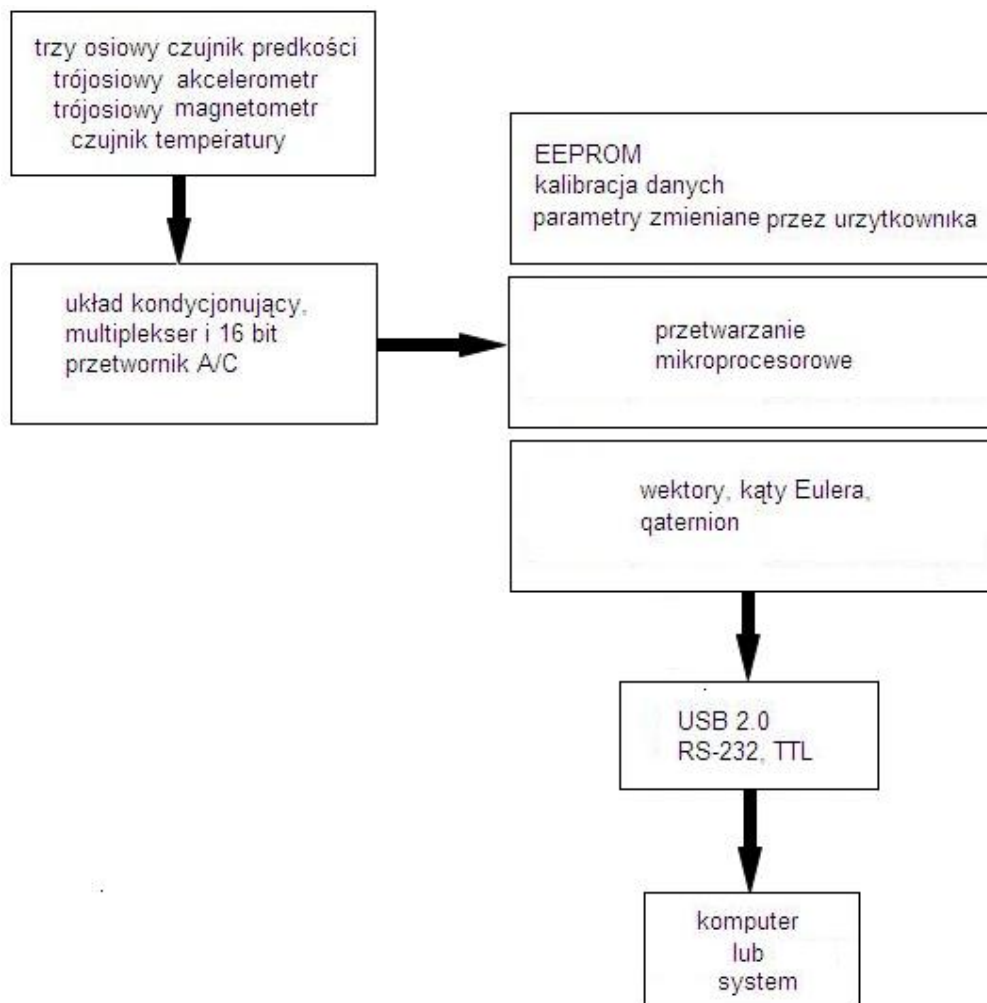 trzy osiowy czujnik predkości
trójosiowy akcelerometr
trójosiowy magnetometr
czujnik temperatury
układ kondycjonujący,
multiplekser i 16 bit
przetwornik A/C
EEPROM
kalibracja danych
parametry zmieniane przez urzytkownika
przetwarzanie
mikroprocesorowe
wektory, kąty Eulera,
qaternion
USB 2.0
RS-232, TTL
komputer
lub
system